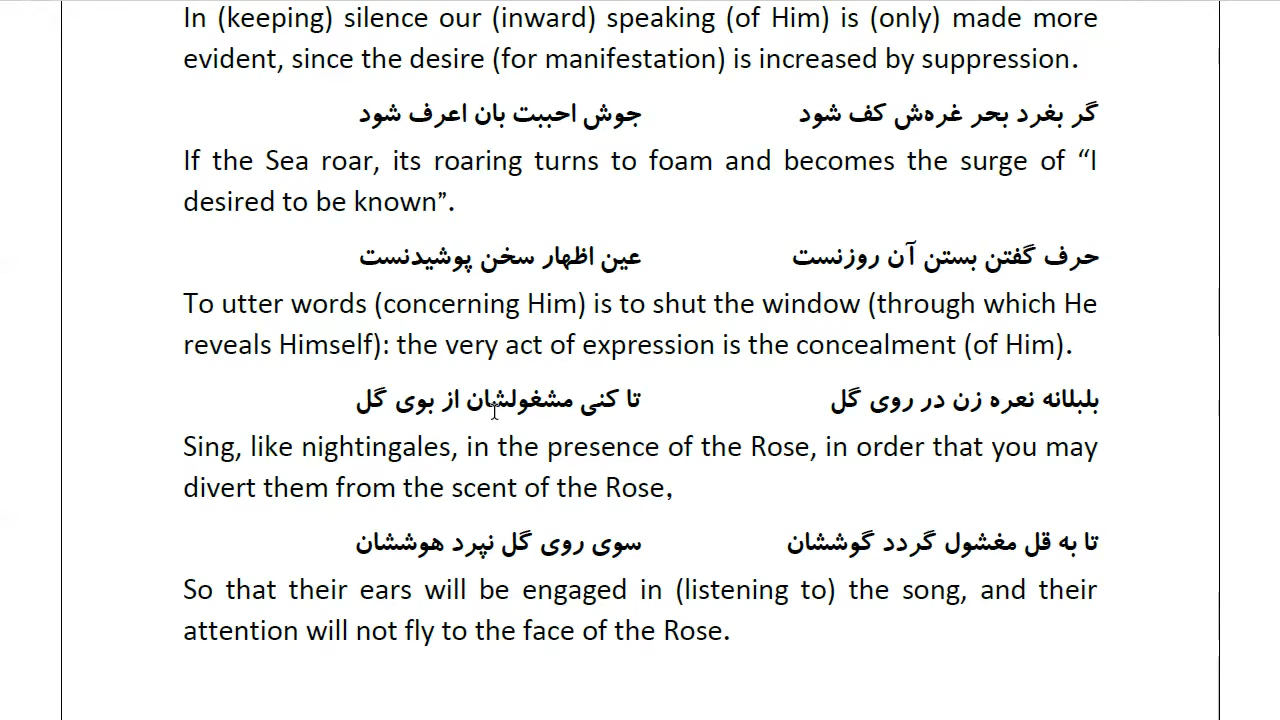 In (keeping) silence our (inward) speaking (of Him) is (only) made more
evident, since the desire (for manifestation) is increased by suppression.
گر بغرد بحر غره‌ش کف شود جوش احببت بان اعرف شود
If the Sea roar, its roaring turns to foam and becomes the surge of “I
desired to be known”.
حرف گفتن بستن آن روزنست عین اظهار سخن پوشیدنست
To utter words (concerning Him) is to shut the window (through which He
reveals Himself): the very act of expression is the concealment (of Him).
بلبلانه نعره زن در روی گل تا کنی مشغولشان از بوی گل
Sing, like nightingales, in the presence of the Rose, in order that you may
divert them from the scent of the Rose,
تا به قل مغشول گردد گوششان سوی روی گل نپرد هوششان
So that their ears will be engaged in (listening to) the song, and their
attention will not fly to the face of the Rose.